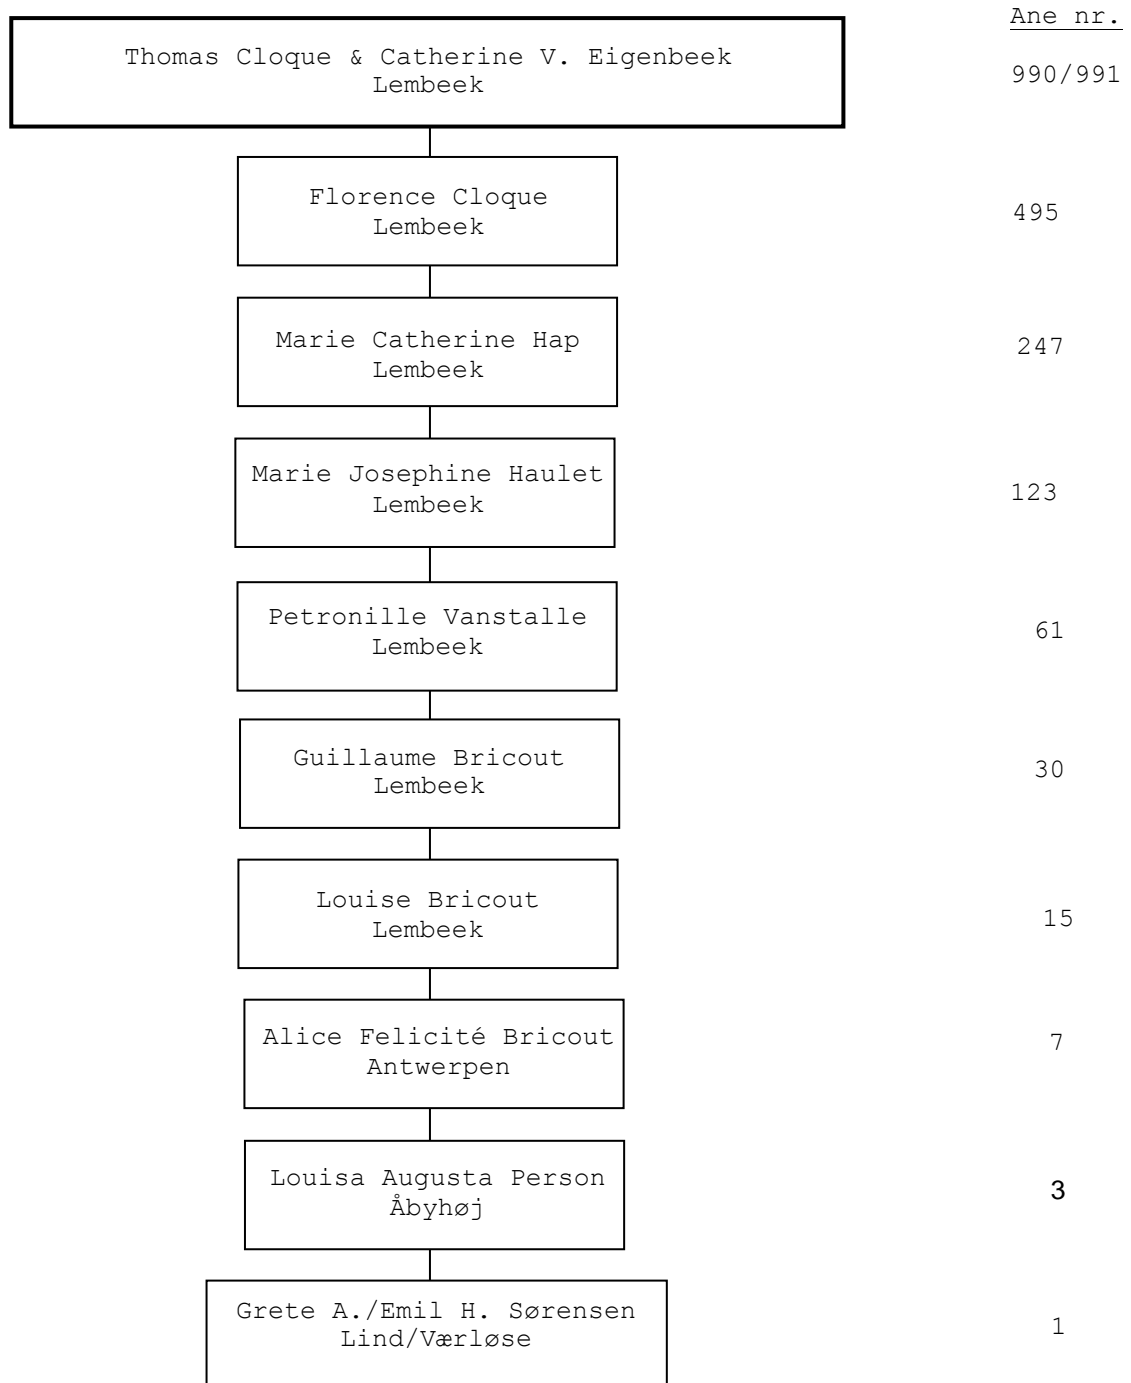 Ane nr.
Thomas Cloque & Catherine V. Eigenbeek
Lembeek
990/991
Florence Cloque
Lembeek
495
Marie Catherine Hap
Lembeek
247
Marie Josephine Haulet
Lembeek
123
Petronille Vanstalle
Lembeek
61
Guillaume Bricout
Lembeek
30
Louise Bricout
Lembeek
15
Alice Felicité Bricout
Antwerpen
7
Louisa Augusta Person
Åbyhøj
3
Grete A./Emil H. Sørensen
Lind/Værløse
1